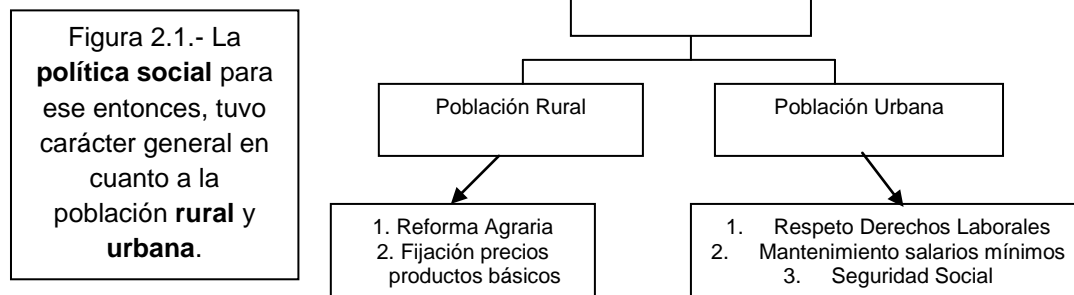 Figura 2.1.- La
política social para
ese entonces, tuvo
carácter general en
cuanto a la
población rural y
urbana.
Población Rural
Población Urbana
1. Reforma Agraria
2. Fijación precios
productos básicos
1. Respeto Derechos Laborales
2. Mantenimiento salarios mínimos
3. Seguridad Social